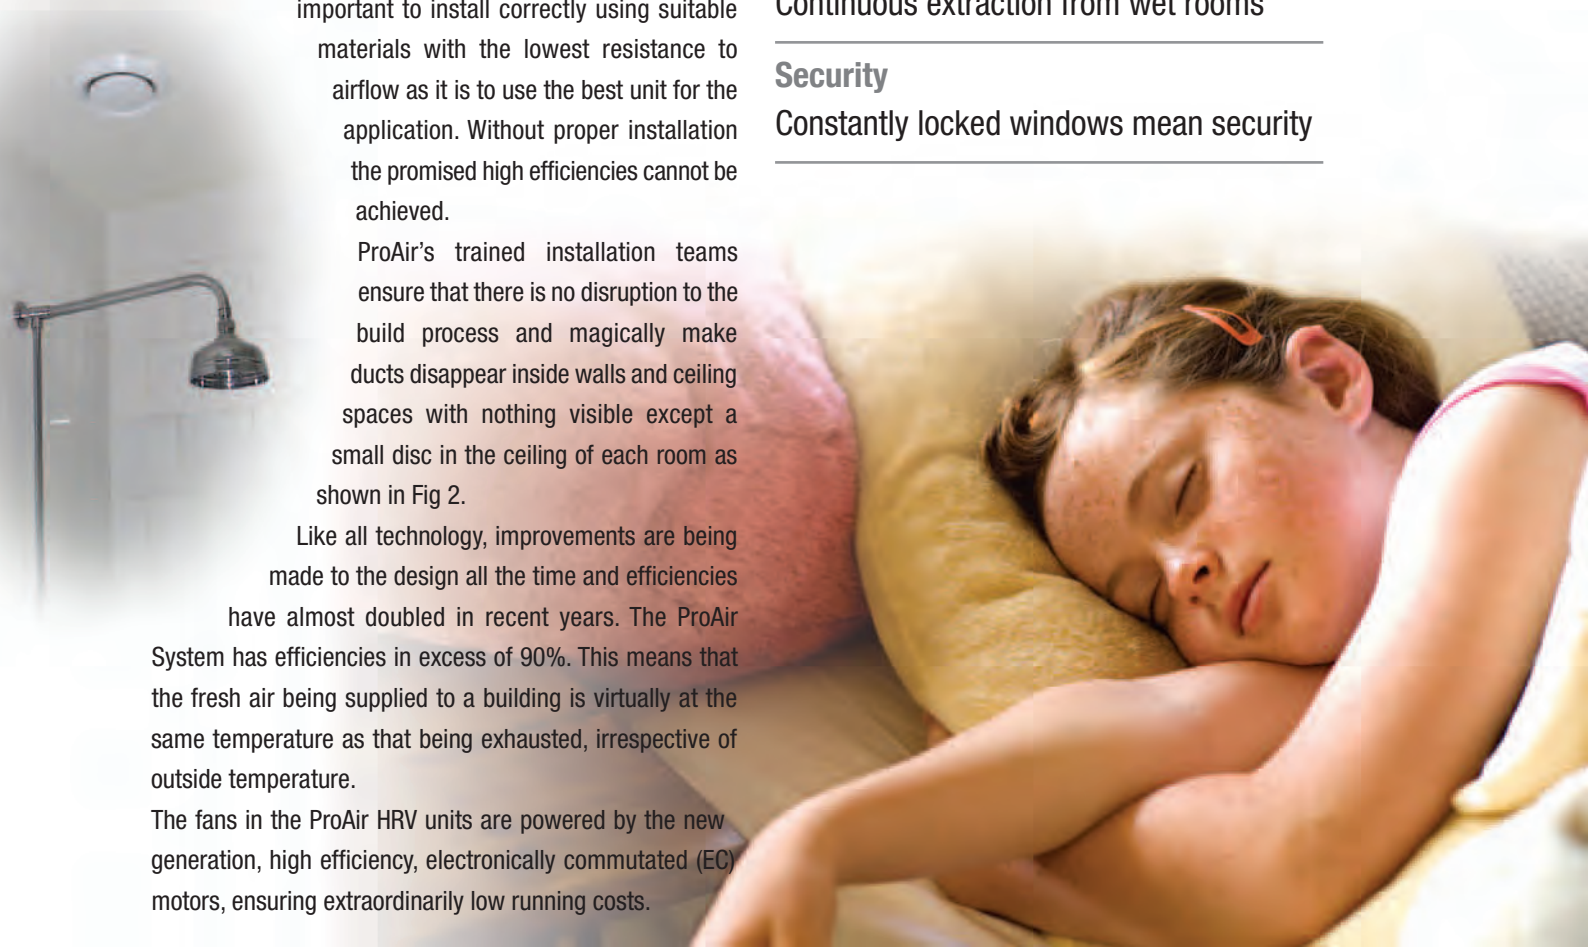 important to install correctly using suitable
materials with the lowest resistance to
airflow as it is to use the best unit for the
application. Without proper installation
the promised high efficiencies cannot be
achieved.
ProAir’s trained installation teams
ensure that there is no disruption to the
build process and magically make
ducts disappear inside walls and ceiling
spaces with nothing visible except a
small disc in the ceiling of each room as
shown in Fig 2.
Like all technology, improvements are being
made to the design all the time and efficiencies
have almost doubled in recent years. The ProAir
System has efficiencies in excess of 90%. This means that
the fresh air being supplied to a building is virtually at the
same temperature as that being exhausted, irrespective of
outside temperature.
The fans in the ProAir HRV units are powered by the new
generation, high efficiency, electronically commutated (EC)
motors, ensuring extraordinarily low running costs.
Continuous extraction from wet rooms
Security
Constantly locked windows mean security